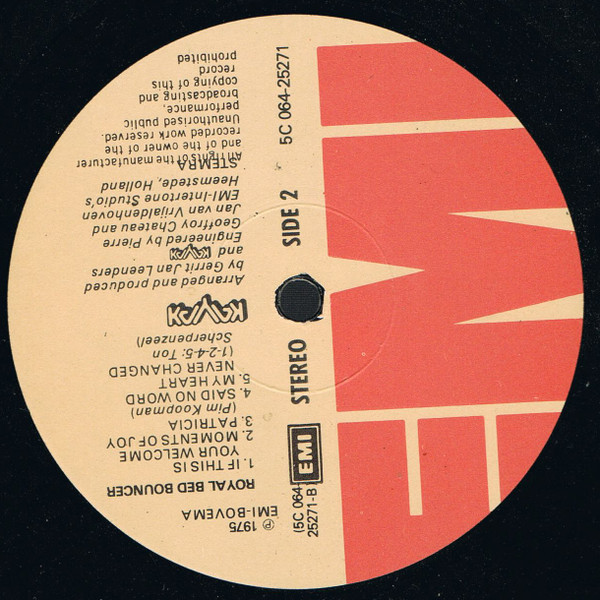 ℗ 1975
EMI-BOVEMA
ROYAL BED BOUNCER
1. IF THIS IS
YOUR WELCOME
2. MOMENTS OF JOY
3. PATRICIA
(Pim Koopman)
4. SAID NO WORD
5. MY HEART
NEVER CHANGED
(1-2-4-5: Ton
Scherpenzeel)
KAYAK
Arranged and produced
by Gerrit Jan Leenders
and KAYAK
Engineered by Pierre
Geoffroy Chateau and
Jan van Vrijaldenhoven
EMI-Intertone Studio's
Heemstede, Holland
STEMRA
All rights of the manufacturer
and of the owner of the
recorded work reserved.
Unauthorised public
performance,
broadcasting and
copying of this
record
prohibited
(5C 064-
25271-B)
EMI
STEREO
SIDE 2
5C 064-25271
EMI